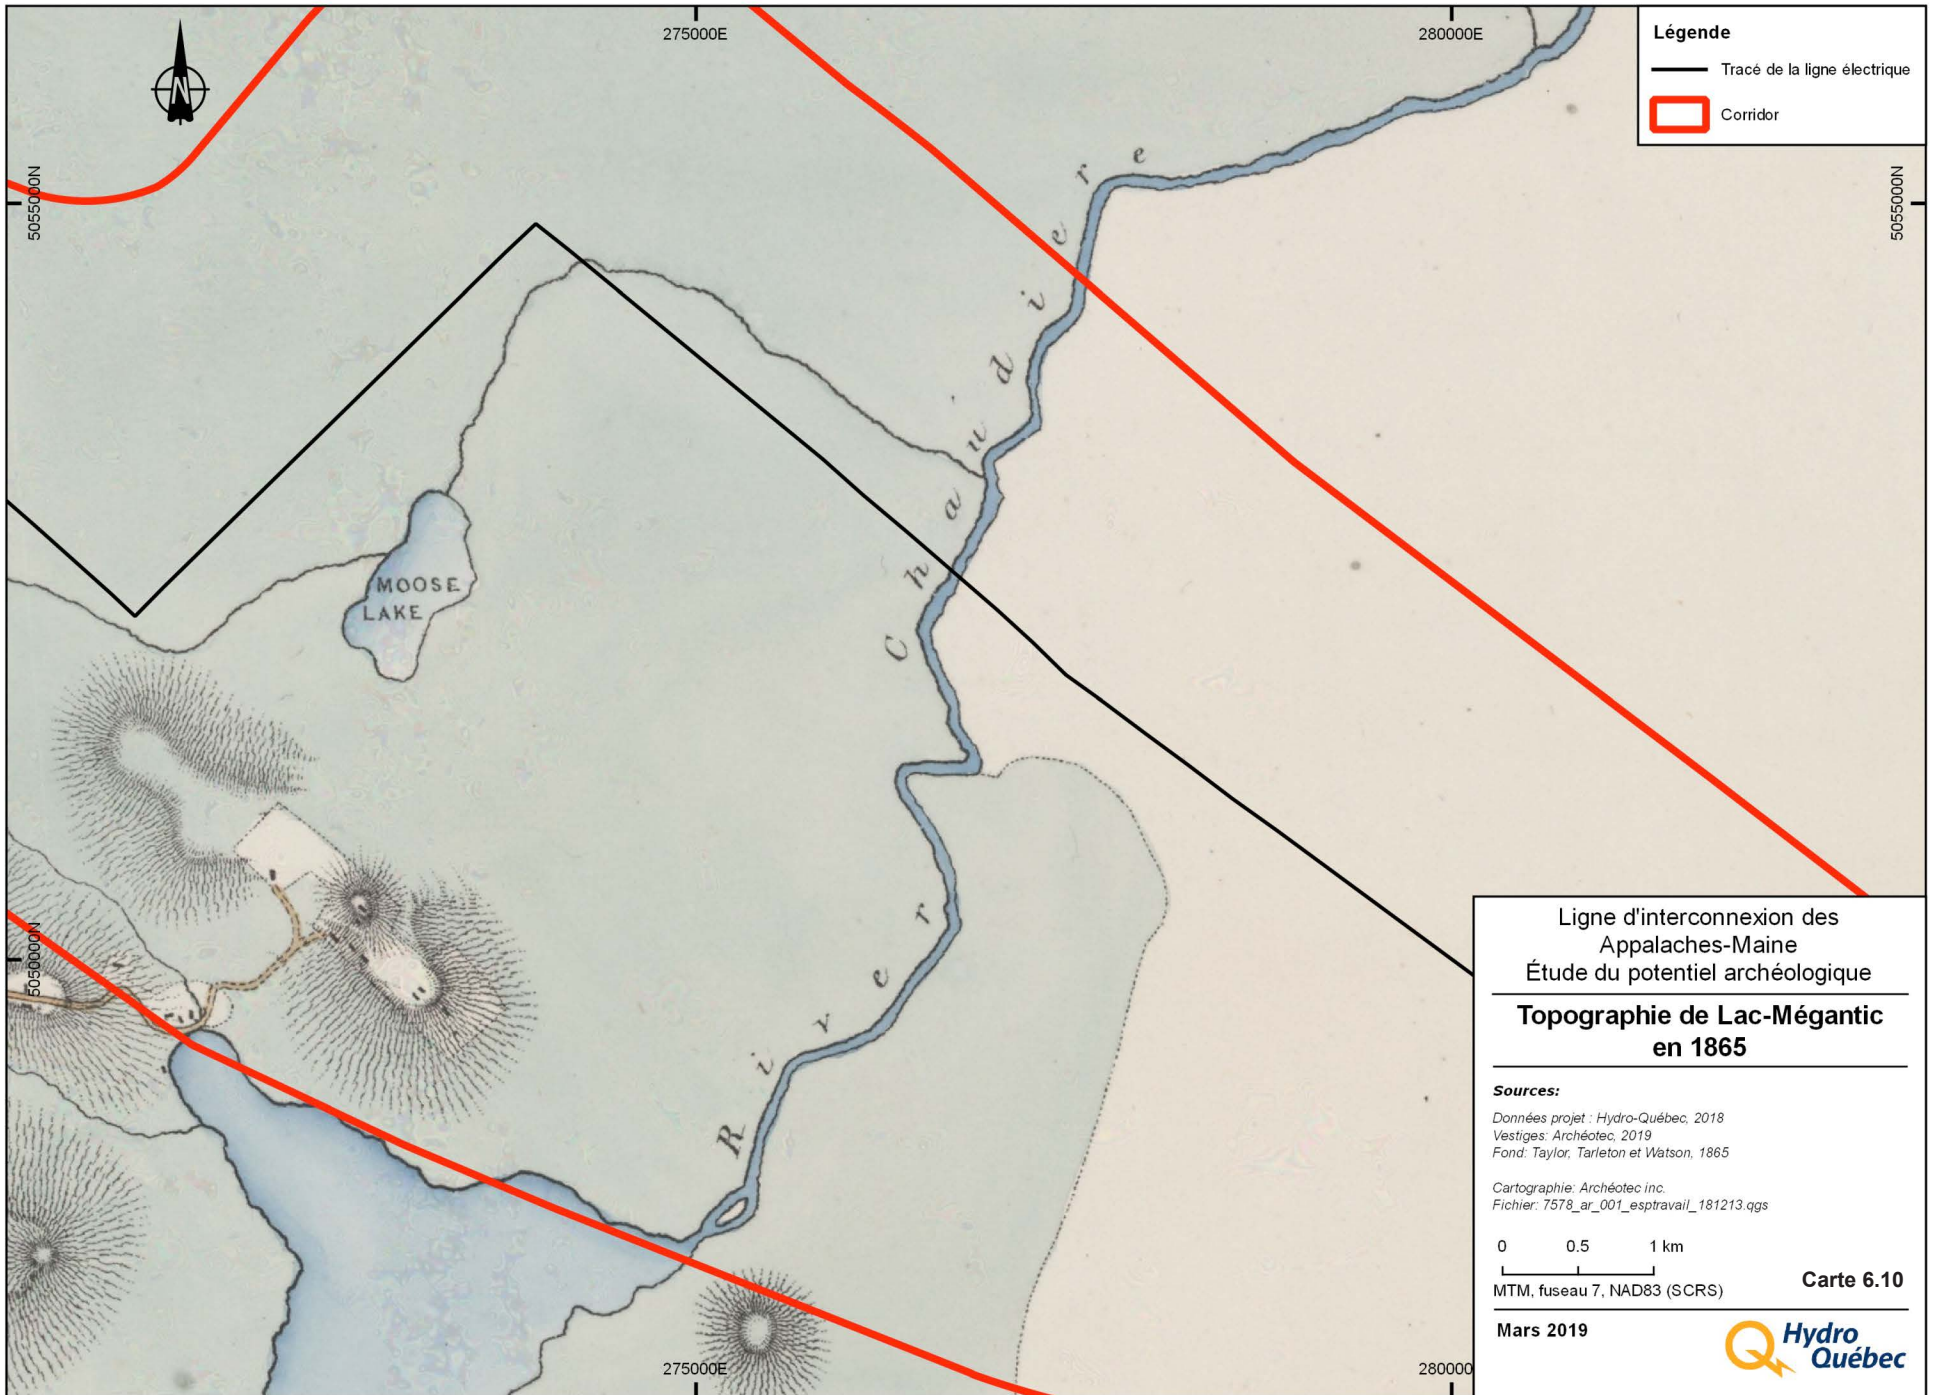 275000E
280000E
N
5055000N
5055000N
Légende
Tracé de la ligne électrique
Corridor
MOOSE
LAKE
Rivere Chaudiere
5050000N
Ligne d'interconnexion des
Appalaches-Maine
Étude du potentiel archéologique
Topographie de Lac-Mégantic
en 1865
Sources:
Données projet : Hydro-Québec, 2018
Vestiges: Archéotec, 2019
Fond: Taylor, Tarleton et Watson, 1865
Cartographie: Archéotec inc.
Fichier: 7578_ar_001_esptravail_181213.qgs
0 0.5 1 km
MTM, fuseau 7, NAD83 (SCRS)
Carte 6.10
Mars 2019
Hydro
Québec
275000E
280000